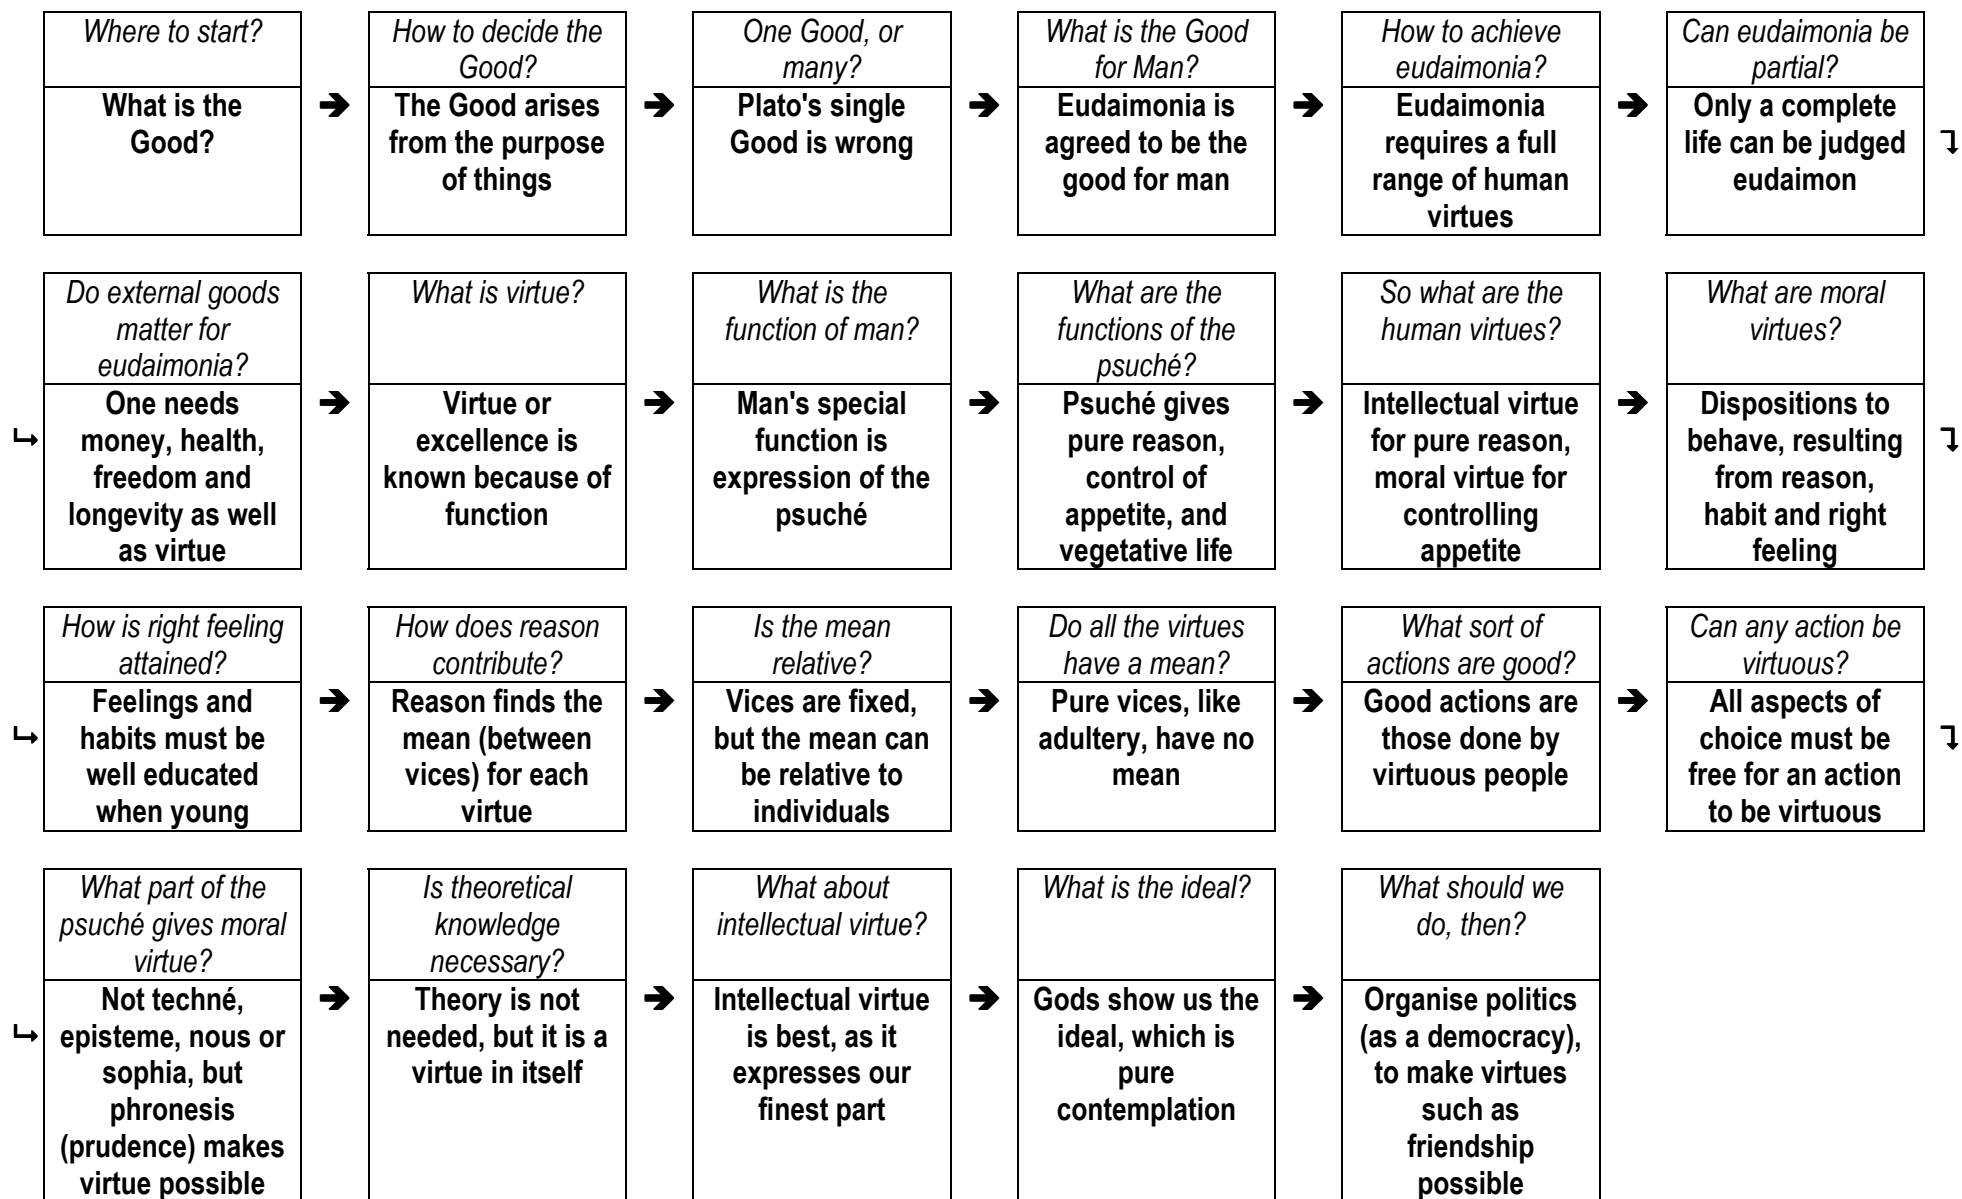 Where to start?
What is the
Good?
How to decide the
Good?
The Good arises
from the purpose
of things
One Good, or
many?
Plato's single
Good is wrong
What is the Good
for Man?
Eudaimonia is
agreed to be the
good for man
How to achieve
eudaimonia?
Eudaimonia
requires a full
range of human
virtues
Can eudaimonia be
partial?
Only a complete
life can be judged
eudaimon
Do external goods
matter for
eudaimonia?
One needs
money, health,
freedom and
longevity as well
as virtue
What is virtue?
Virtue or
excellence is
known because of
function
What is the
function of man?
Man's special
function is
expression of the
psuché
What are the
functions of the
psuché?
Psuché gives
pure reason,
control of
appetite, and
vegetative life
So what are the
human virtues?
Intellectual virtue
for pure reason,
moral virtue for
controlling
appetite
What are moral
virtues?
Dispositions to
behave, resulting
from reason,
habit and right
feeling
How is right feeling
attained?
Feelings and
habits must be
well educated
when young
How does reason
contribute?
Reason finds the
mean (between
vices) for each
virtue
Is the mean
relative?
Vices are fixed,
but the mean can
be relative to
individuals
Do all the virtues
have a mean?
Pure vices, like
adultery, have no
mean
What sort of
actions are good?
Good actions are
those done by
virtuous people
Can any action be
virtuous?
All aspects of
choice must be
free for an action
to be virtuous
What part of the
psuché gives moral
virtue?
Not techné,
episteme, nous or
sophia, but
phronesis
(prudence) makes
virtue possible
Is theoretical
knowledge
necessary?
Theory is not
needed, but it is a
virtue in itself
What about
intellectual virtue?
Intellectual virtue
is best, as it
expresses our
finest part
What is the ideal?
Gods show us the
ideal, which is
pure
contemplation
What should we
do, then?
Organise politics
(as a democracy),
to make virtues
such as
friendship
possible